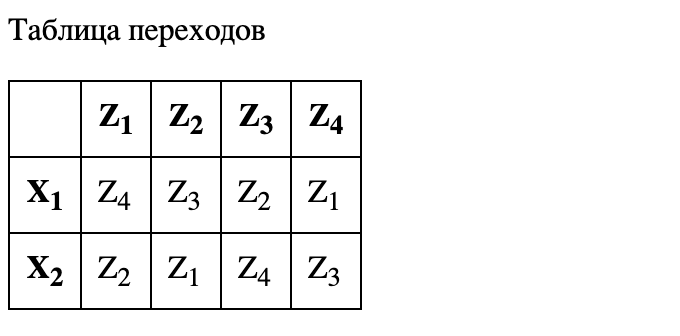 Таблица переходов
Z1 Z2 Z3 Z4
X1 Z4 Z3 Z2 Z1
X2 Z2 Z1 Z4 Z3